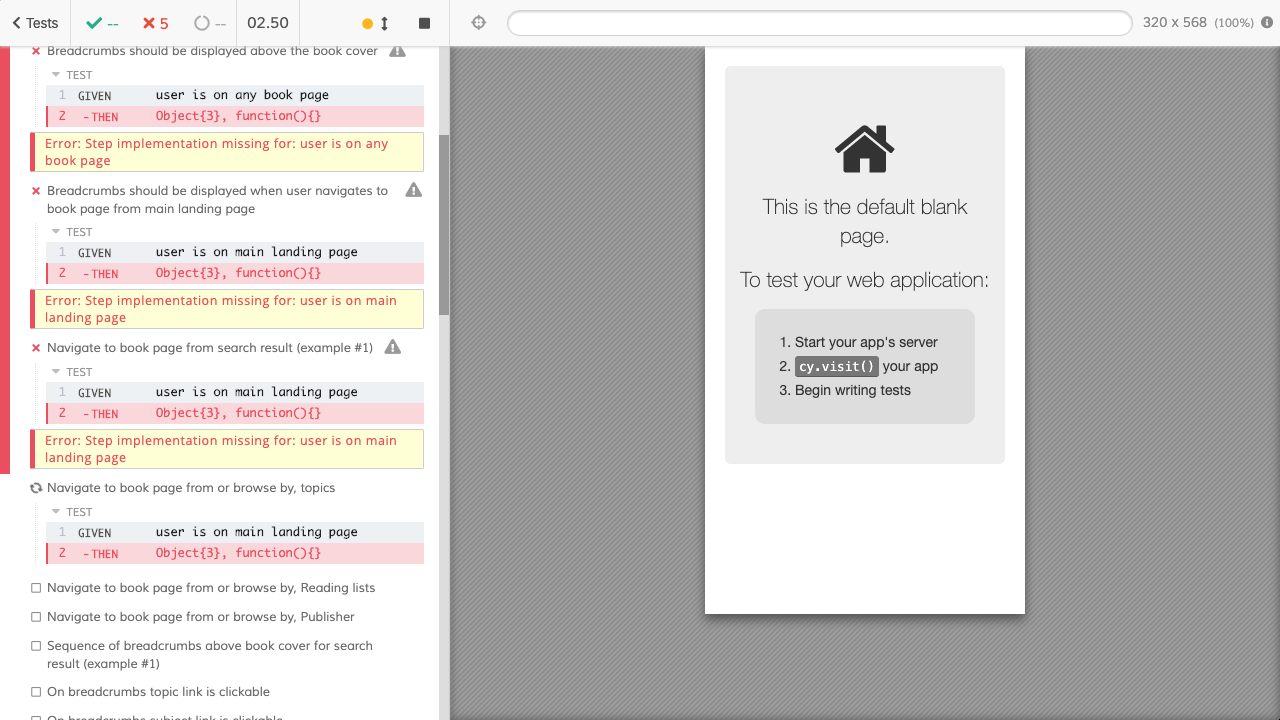 Tests -- 5 -- 02.50 320 x 568 (100%)
Breadcrumbs should be displayed above the book cover
TEST
1 GIVEN user is on any book page
2 -THEN Object{3}, function(){}
Error: Step implementation missing for: user is on any
book page
Breadcrumbs should be displayed when user navigates to
book page from main landing page
TEST
1 GIVEN user is on main landing page
2 -THEN Object{3}, function(){}
Error: Step implementation missing for: user is on main
landing page
Navigate to book page from search result (example #1)
TEST
1 GIVEN user is on main landing page
2 -THEN Object{3}, function(){}
Error: Step implementation missing for: user is on main
landing page
Navigate to book page from or browse by, topics
TEST
1 GIVEN user is on main landing page
2 -THEN Object{3}, function(){}
Navigate to book page from or browse by, Reading lists
Navigate to book page from or browse by, Publisher
Sequence of breadcrumbs above book cover for search
result (example #1)
On breadcrumbs topic link is clickable
On breadcrumbs subject link is clickable
This is the default blank
page.
To test your web application:
1. Start your app's server
2. cy.visit() your app
3. Begin writing tests